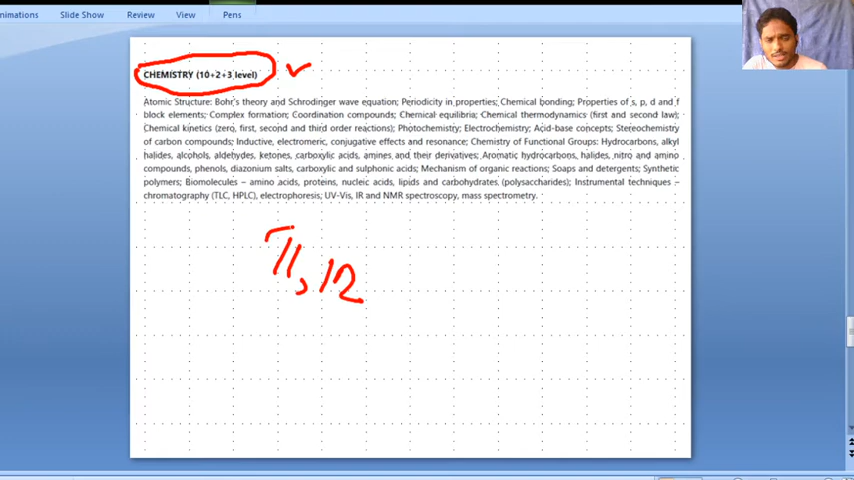 nimations Slide Show Review View Pens
CHEMISTRY (10+2+3 level)
Atomic Structure: Bohr's theory and Schrodinger wave equation; Periodicity in properties; Chemical bonding; Properties of s, p, d and f
block elements; Complex formation; Coordination compounds; Chemical equilibria; Chemical thermodynamics (first and second law);
Chemical kinetics (zero, first, second and third order reactions); Photochemistry; Electrochemistry; Acid-base concepts; Stereochemistry
of carbon compounds; Inductive, electromeric, conjugative effects and resonance; Chemistry of Functional Groups: Hydrocarbons, alkyl
halides, alcohols, aldehydes, ketones, carboxylic acids, amines and their derivatives; Aromatic hydrocarbons, halides, nitro and amino
compounds, phenols, diazonium salts, carboxylic and sulphonic acids; Mechanism of organic reactions; Soaps and detergents; Synthetic
polymers; Biomolecules – amino acids, proteins, nucleic acids, lipids and carbohydrates (polysaccharides); Instrumental techniques –
chromatography (TLC, HPLC), electrophoresis; UV-Vis, IR and NMR spectroscopy, mass spectrometry.
11, 12